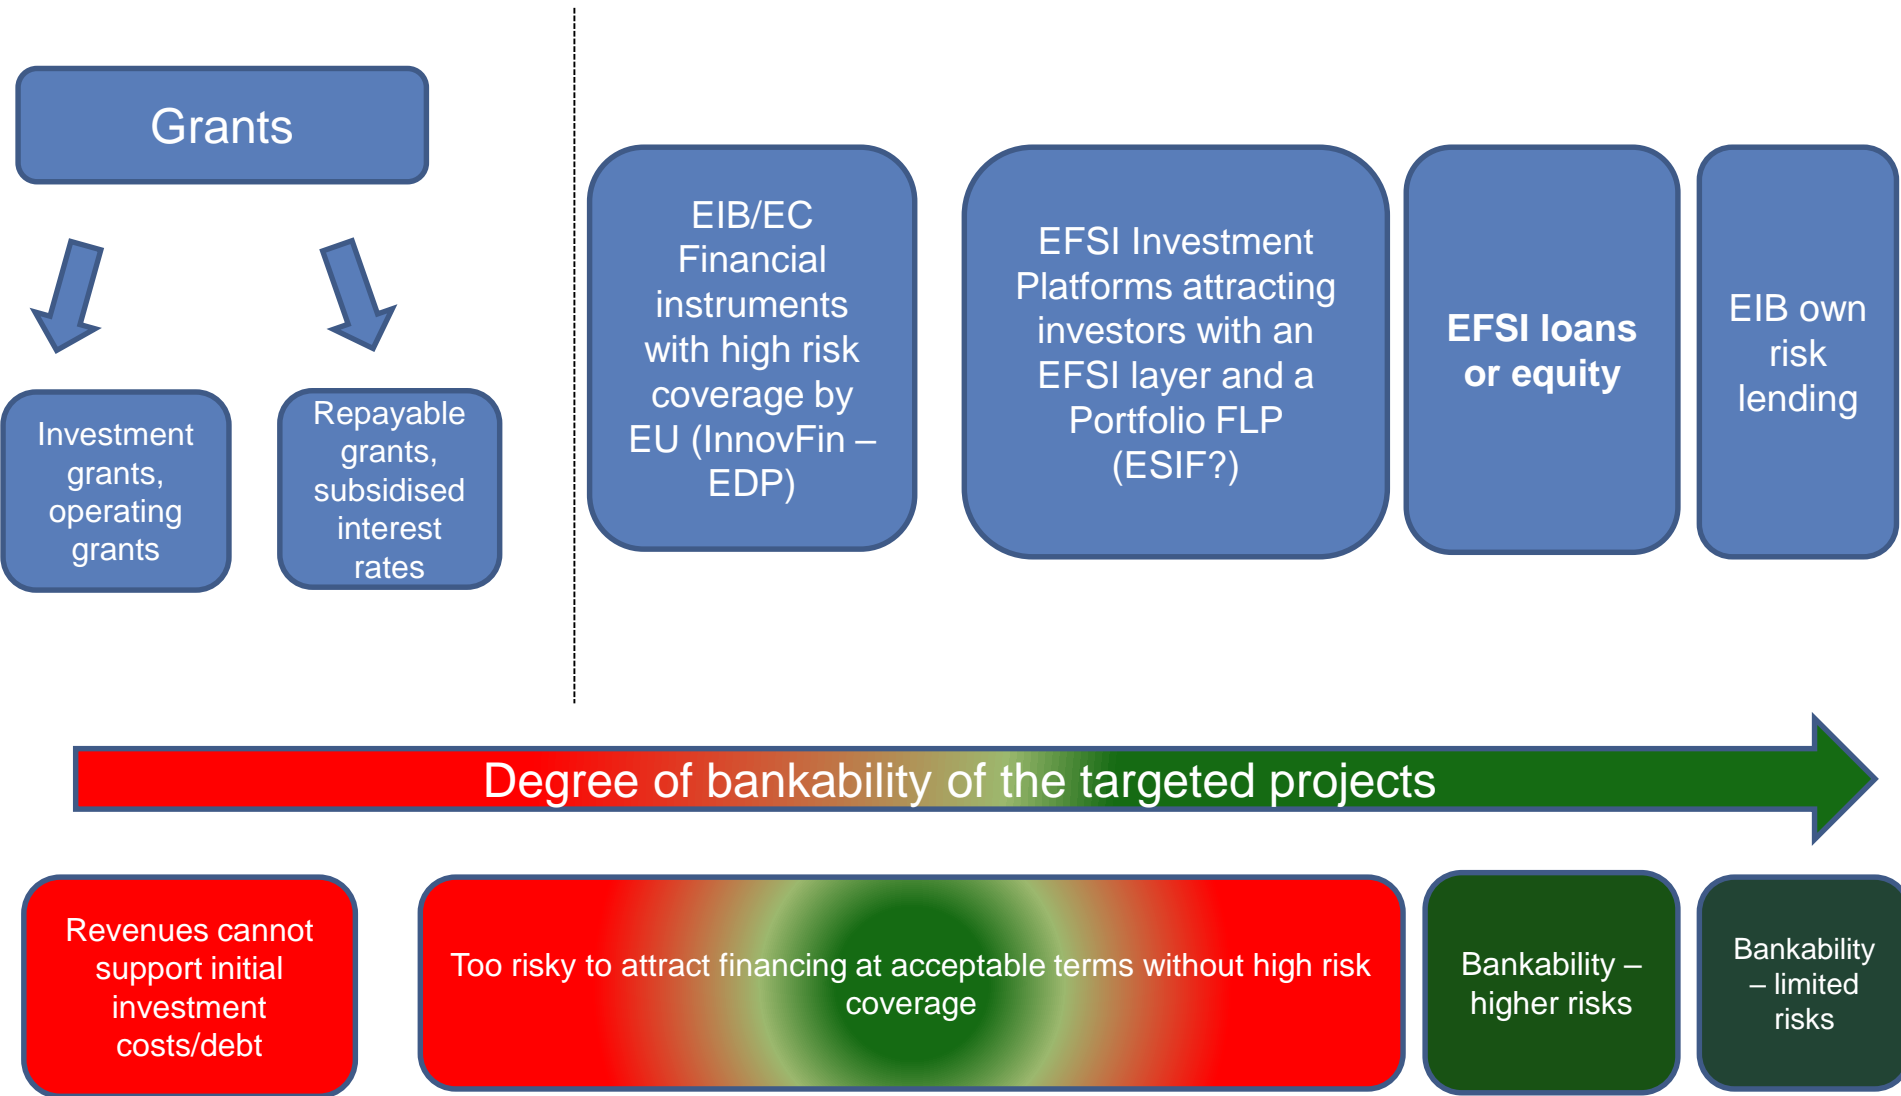 Grants
Investment
grants,
operating
grants
Repayable
grants,
subsidised
interest
rates
EIB/EC
Financial
instruments
with high risk
coverage by
EU (InnovFin –
EDP)
EFSI Investment
Platforms attracting
investors with an
EFSI layer and a
Portfolio FLP
(ESIF?)
EFSI loans
or equity
EIB own
risk
lending
Degree of bankability of the targeted projects
Revenues cannot
support initial
investment
costs/debt
Too risky to attract financing at acceptable terms without high risk
coverage
Bankability –
higher risks
Bankability
– limited
risks